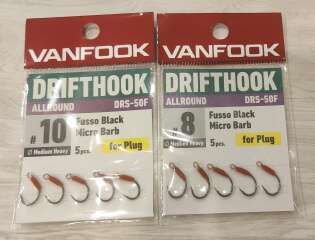 VANFOOK
DRIFTHOOK
ALLROUND DRS-50F
#10 Fusso Black
Micro Barb
Medium Heavy 5pcs. for Plug
VANFOOK
DRIFTHOOK
ALLROUND DRS-50F
#8 Fusso Black
Micro Barb
Medium Heavy 5pcs. for Plug